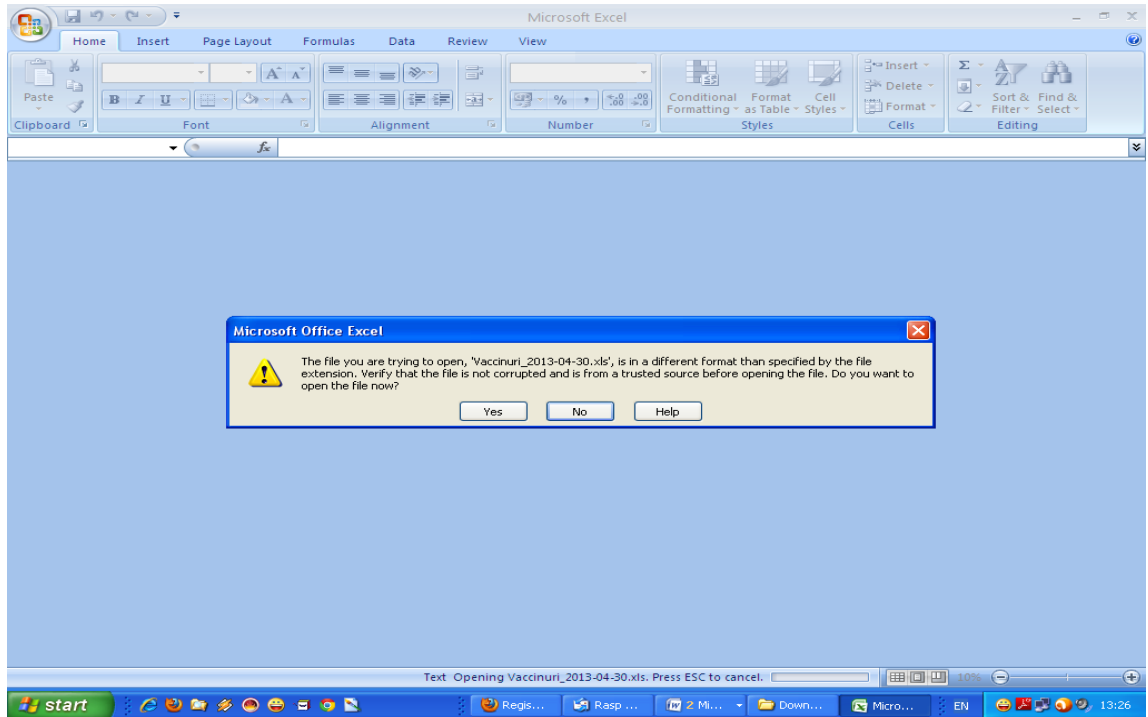 Microsoft Excel
Home Insert Page Layout Formulas Data Review View
Paste
B I U
A A
A
Σ
% , .0 .00 .00 .0
Conditional Formatting
Format as Table
Cell Styles
Insert
Delete
Format
Sort & Filter
Find & Select
Clipboard Font Alignment Number Styles Cells Editing
fx
Microsoft Office Excel
The file you are trying to open, 'Vaccinuri_2013-04-30.xls', is in a different format than specified by the file
extension. Verify that the file is not corrupted and is from a trusted source before opening the file. Do you want to
open the file now?
Yes No Help
Text Opening Vaccinuri_2013-04-30.xls. Press ESC to cancel. 10%
start Regis... Rasp ... 2 Mi... Down... Micro... EN 13:26